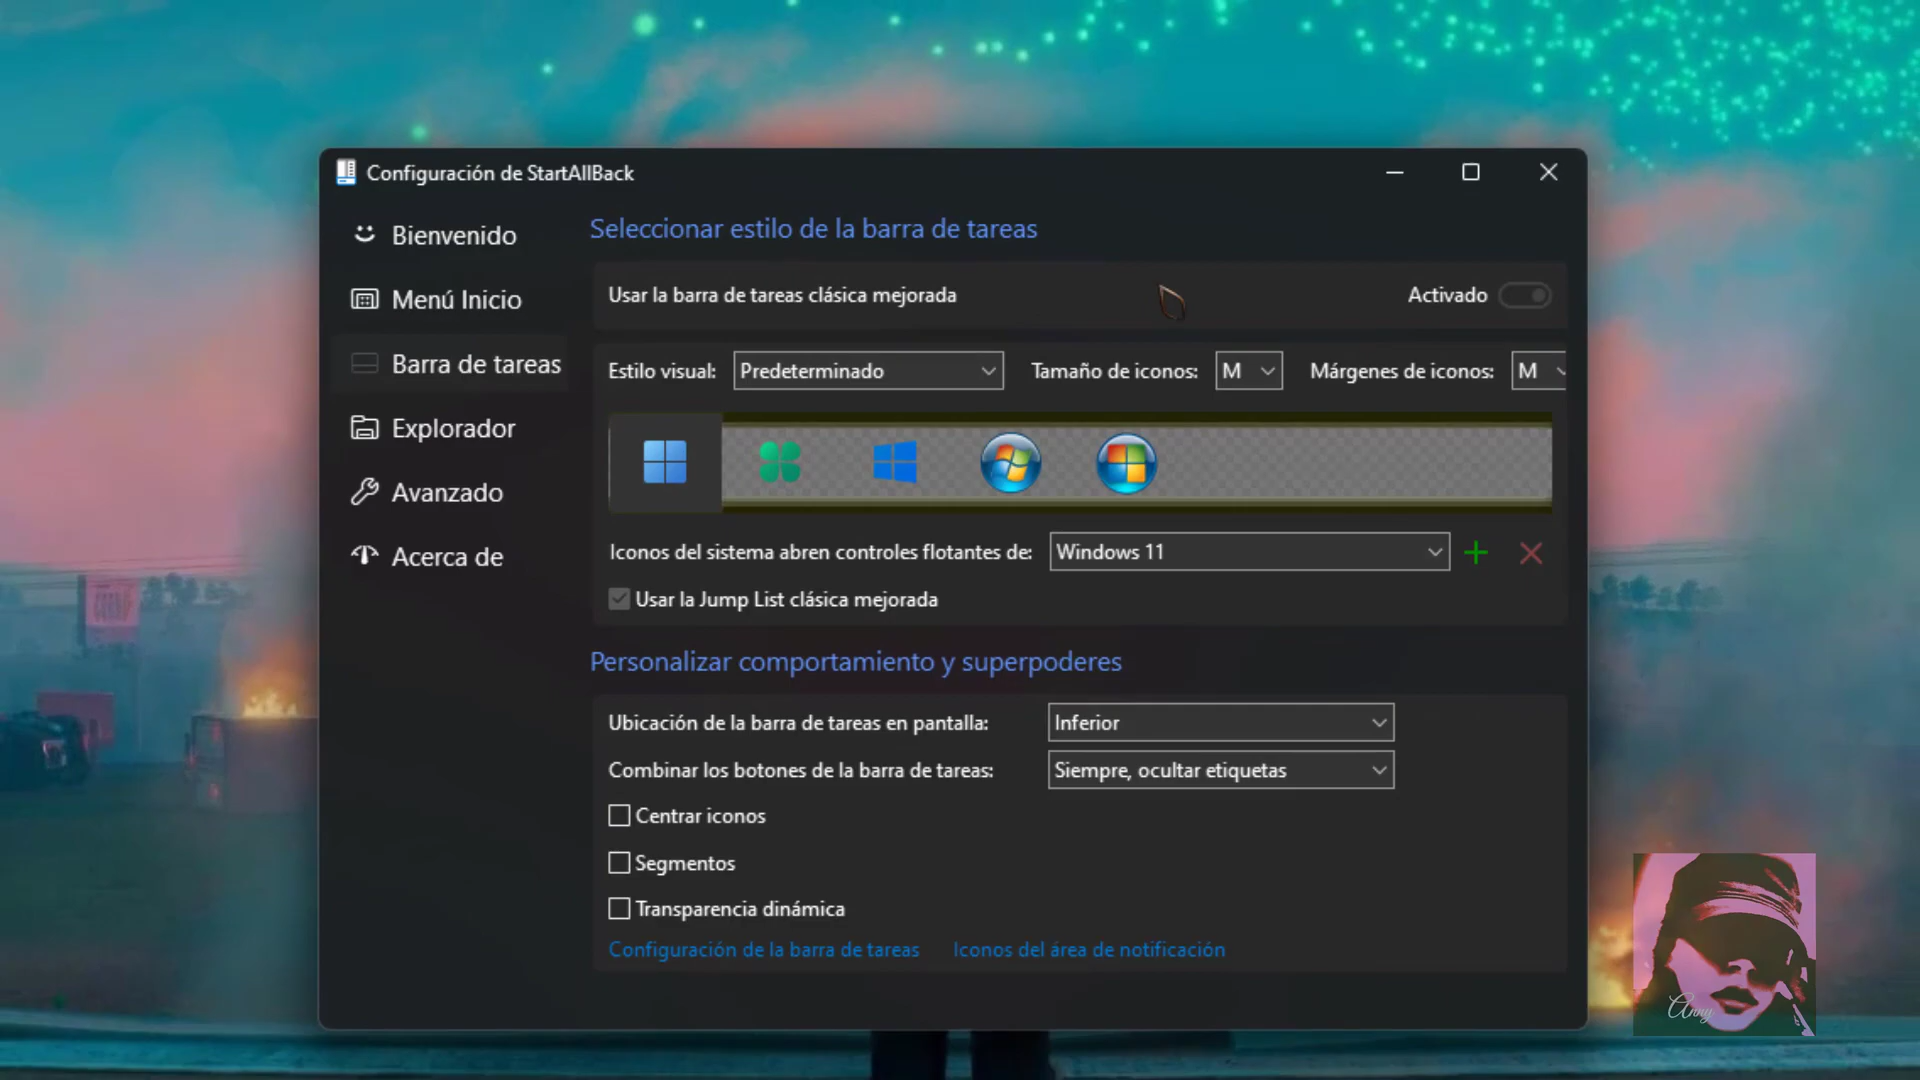 Configuración de StartAllBack
Bienvenido
Menú Inicio
Barra de tareas
Explorador
Avanzado
Acerca de
Seleccionar estilo de la barra de tareas
Usar la barra de tareas clásica mejorada
Activado
Estilo visual: Predeterminado Tamaño de iconos: M Márgenes de iconos: M
Iconos del sistema abren controles flotantes de: Windows 11
Usar la Jump List clásica mejorada
Personalizar comportamiento y superpoderes
Ubicación de la barra de tareas en pantalla: Inferior
Combinar los botones de la barra de tareas: Siempre, ocultar etiquetas
Centrar iconos
Segmentos
Transparencia dinámica
Configuración de la barra de tareas Iconos del área de notificación
Anny